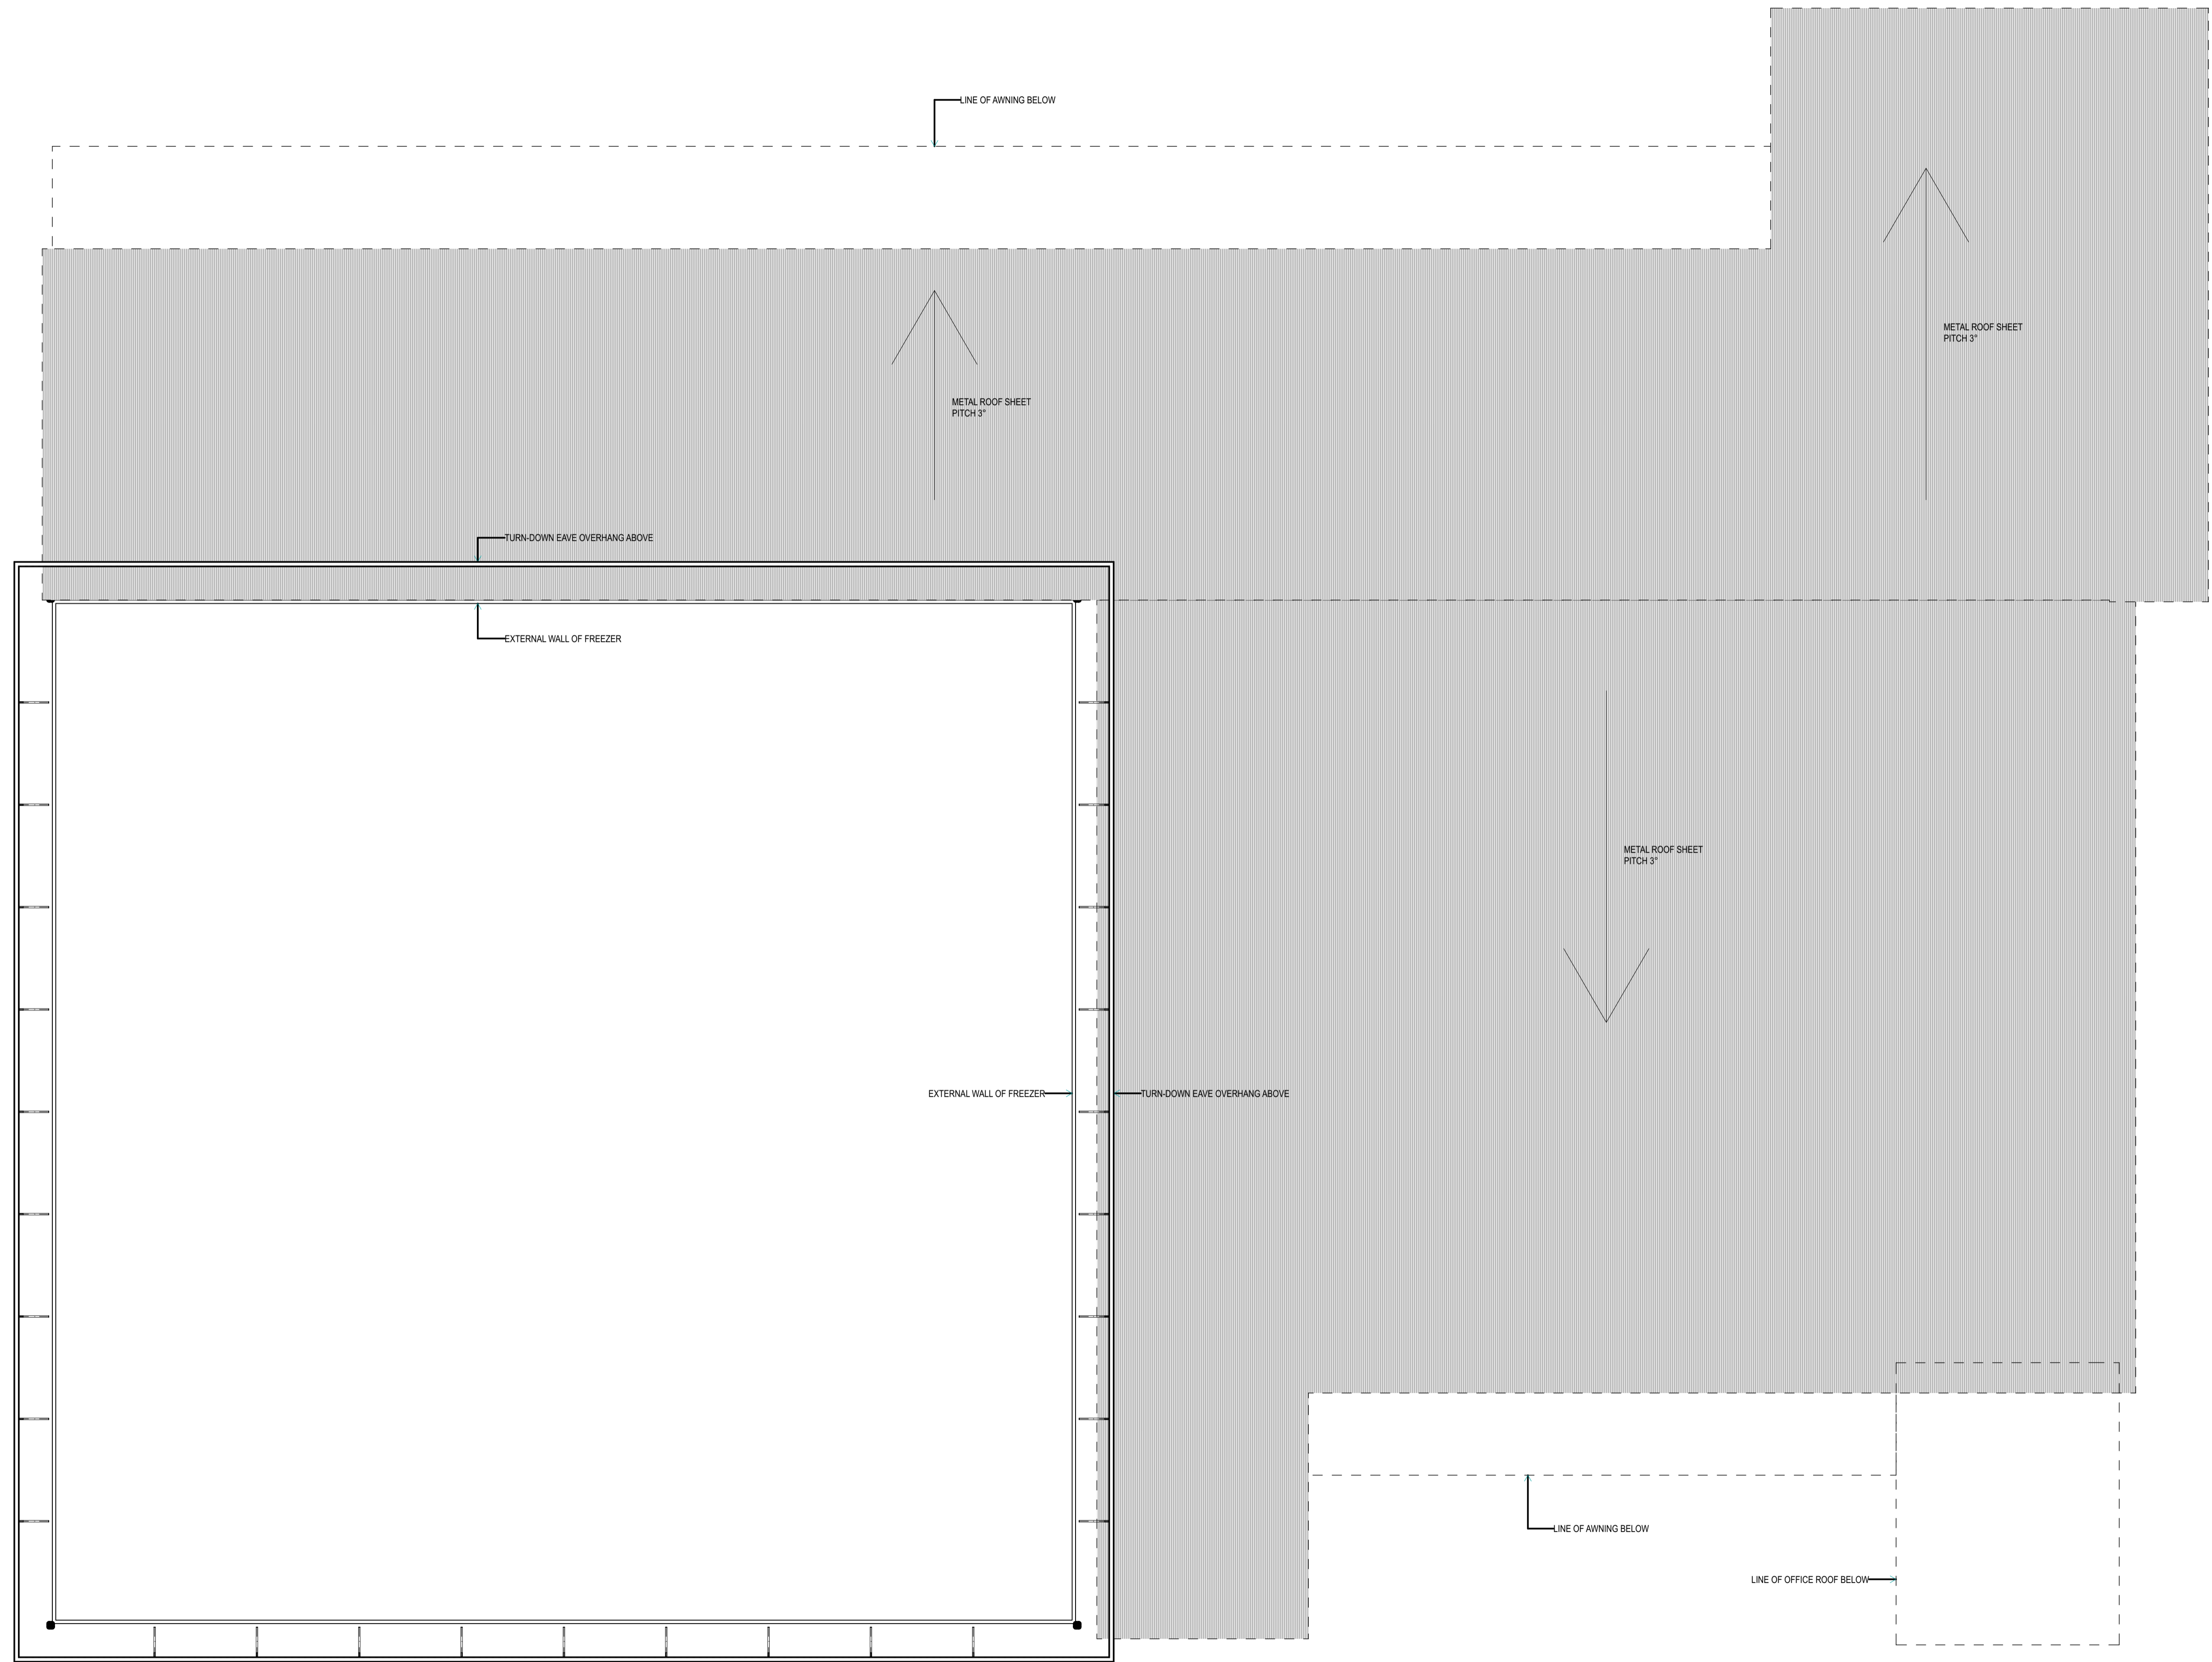 LINE OF AWNING BELOW
METAL ROOF SHEET
PITCH 3°
METAL ROOF SHEET
PITCH 3°
TURN-DOWN EAVE OVERHANG ABOVE
EXTERNAL WALL OF FREEZER
METAL ROOF SHEET
PITCH 3°
EXTERNAL WALL OF FREEZER
TURN-DOWN EAVE OVERHANG ABOVE
LINE OF AWNING BELOW
LINE OF OFFICE ROOF BELOW